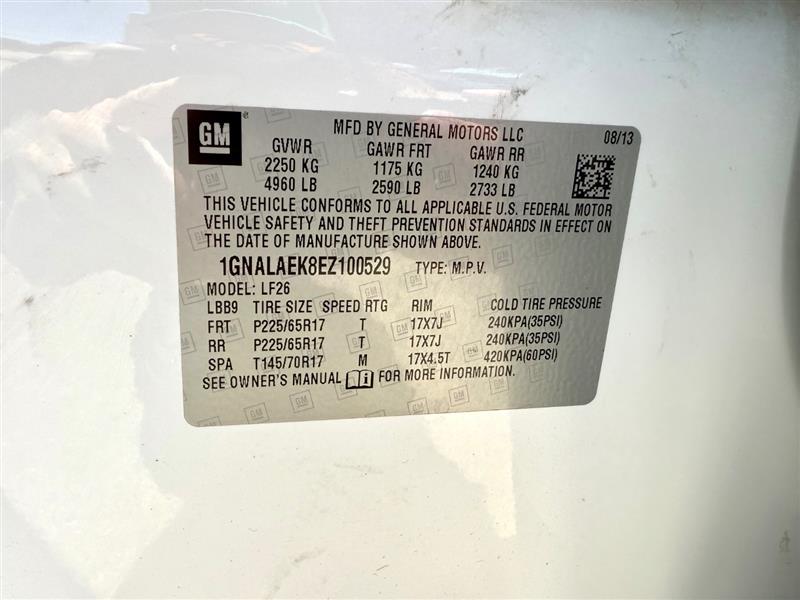 GM ® MFD BY GENERAL MOTORS LLC 08/13
GVWR GAWR FRT GAWR RR
2250 KG 1175 KG 1240 KG
4960 LB 2590 LB 2733 LB
THIS VEHICLE CONFORMS TO ALL APPLICABLE U.S. FEDERAL MOTOR
VEHICLE SAFETY AND THEFT PREVENTION STANDARDS IN EFFECT ON
THE DATE OF MANUFACTURE SHOWN ABOVE.
1GNALAEK8EZ100529 TYPE: M.P.V.
MODEL: LF26
LBB9 TIRE SIZE SPEED RTG RIM COLD TIRE PRESSURE
FRT P225/65R17 T 17X7J 240KPA(35PSI)
RR P225/65R17 T 17X7J 240KPA(35PSI)
SPA T145/70R17 M 17X4.5T 420KPA(60PSI)
SEE OWNER'S MANUAL i FOR MORE INFORMATION.